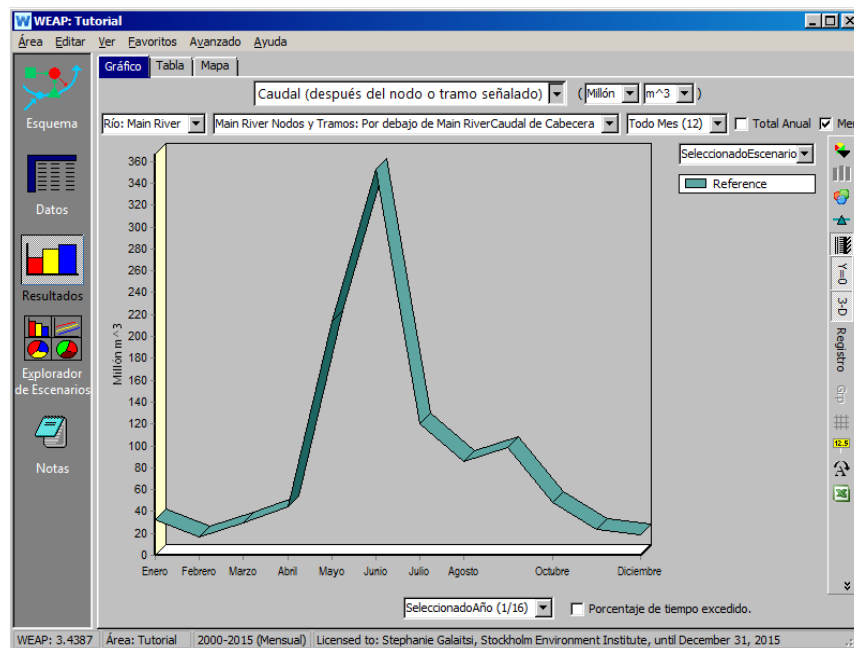 WEAP: Tutorial
Área Editar Ver Favoritos Avanzado Ayuda
Gráfico Tabla Mapa
Caudal (después del nodo o tramo señalado) ( Millón m^3 )
Río: Main River Main River Nodos y Tramos: Por debajo de Main RiverCaudal de Cabecera Todo Mes (12) Total Anual Men
SeleccionadoEscenario
Reference
Esquema
Datos
Resultados
Explorador
de Escenarios
Notas
Millón m^3
360
340
320
300
280
260
240
220
200
180
160
140
120
100
80
60
40
20
0
Enero Febrero Marzo Abril Mayo Junio Julio Agosto Octubre Diciembre
Y=0
3-D
Registro
Grp
12.5
SeleccionadoAño (1/16) Porcentaje de tiempo excedido.
WEAP: 3.4387 Área: Tutorial 2000-2015 (Mensual) Licensed to: Stephanie Galaitsi, Stockholm Environment Institute, until December 31, 2015